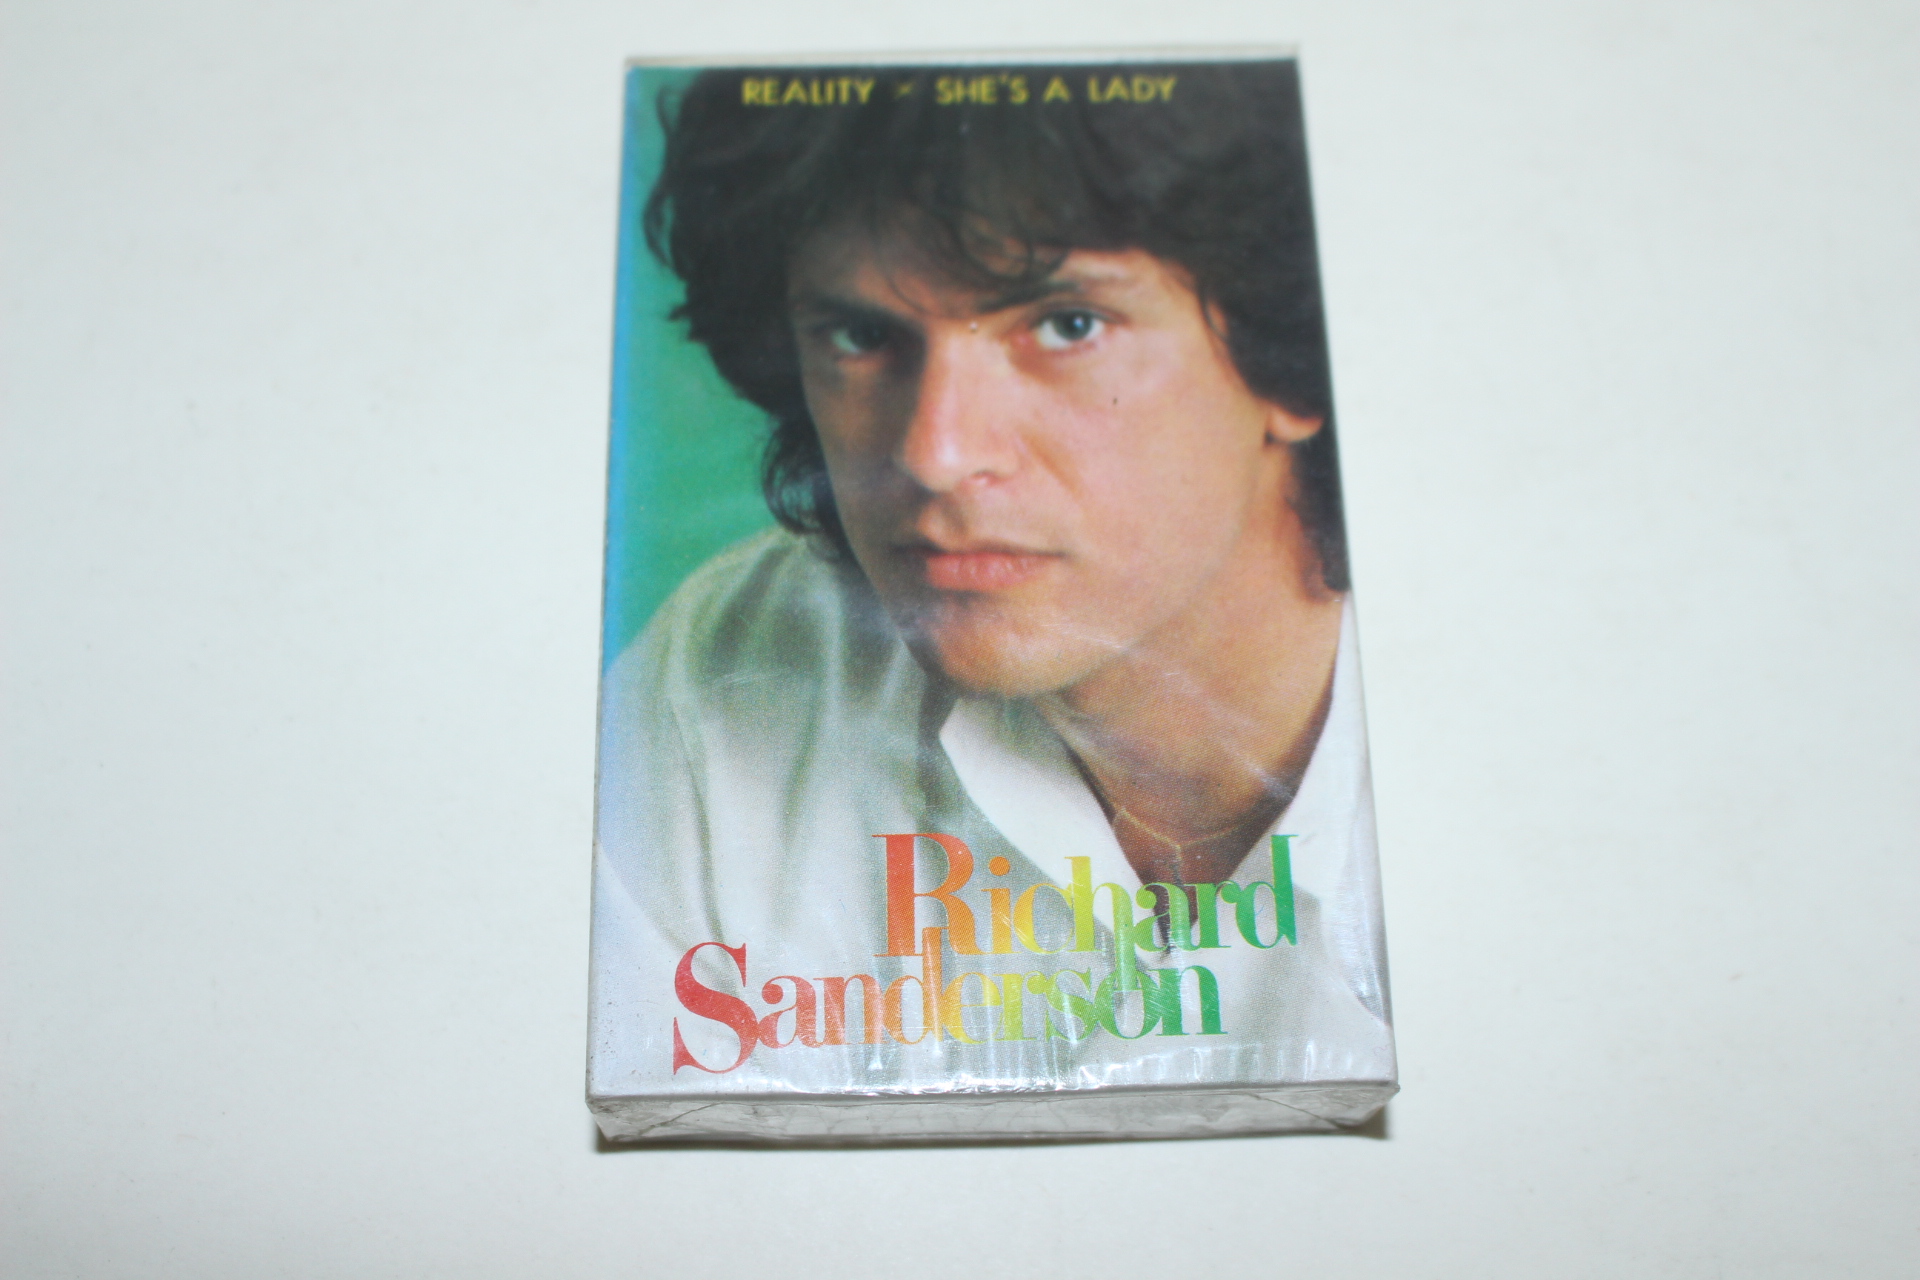 REALITY × SHE'S A LADY
Richard
Sanderson